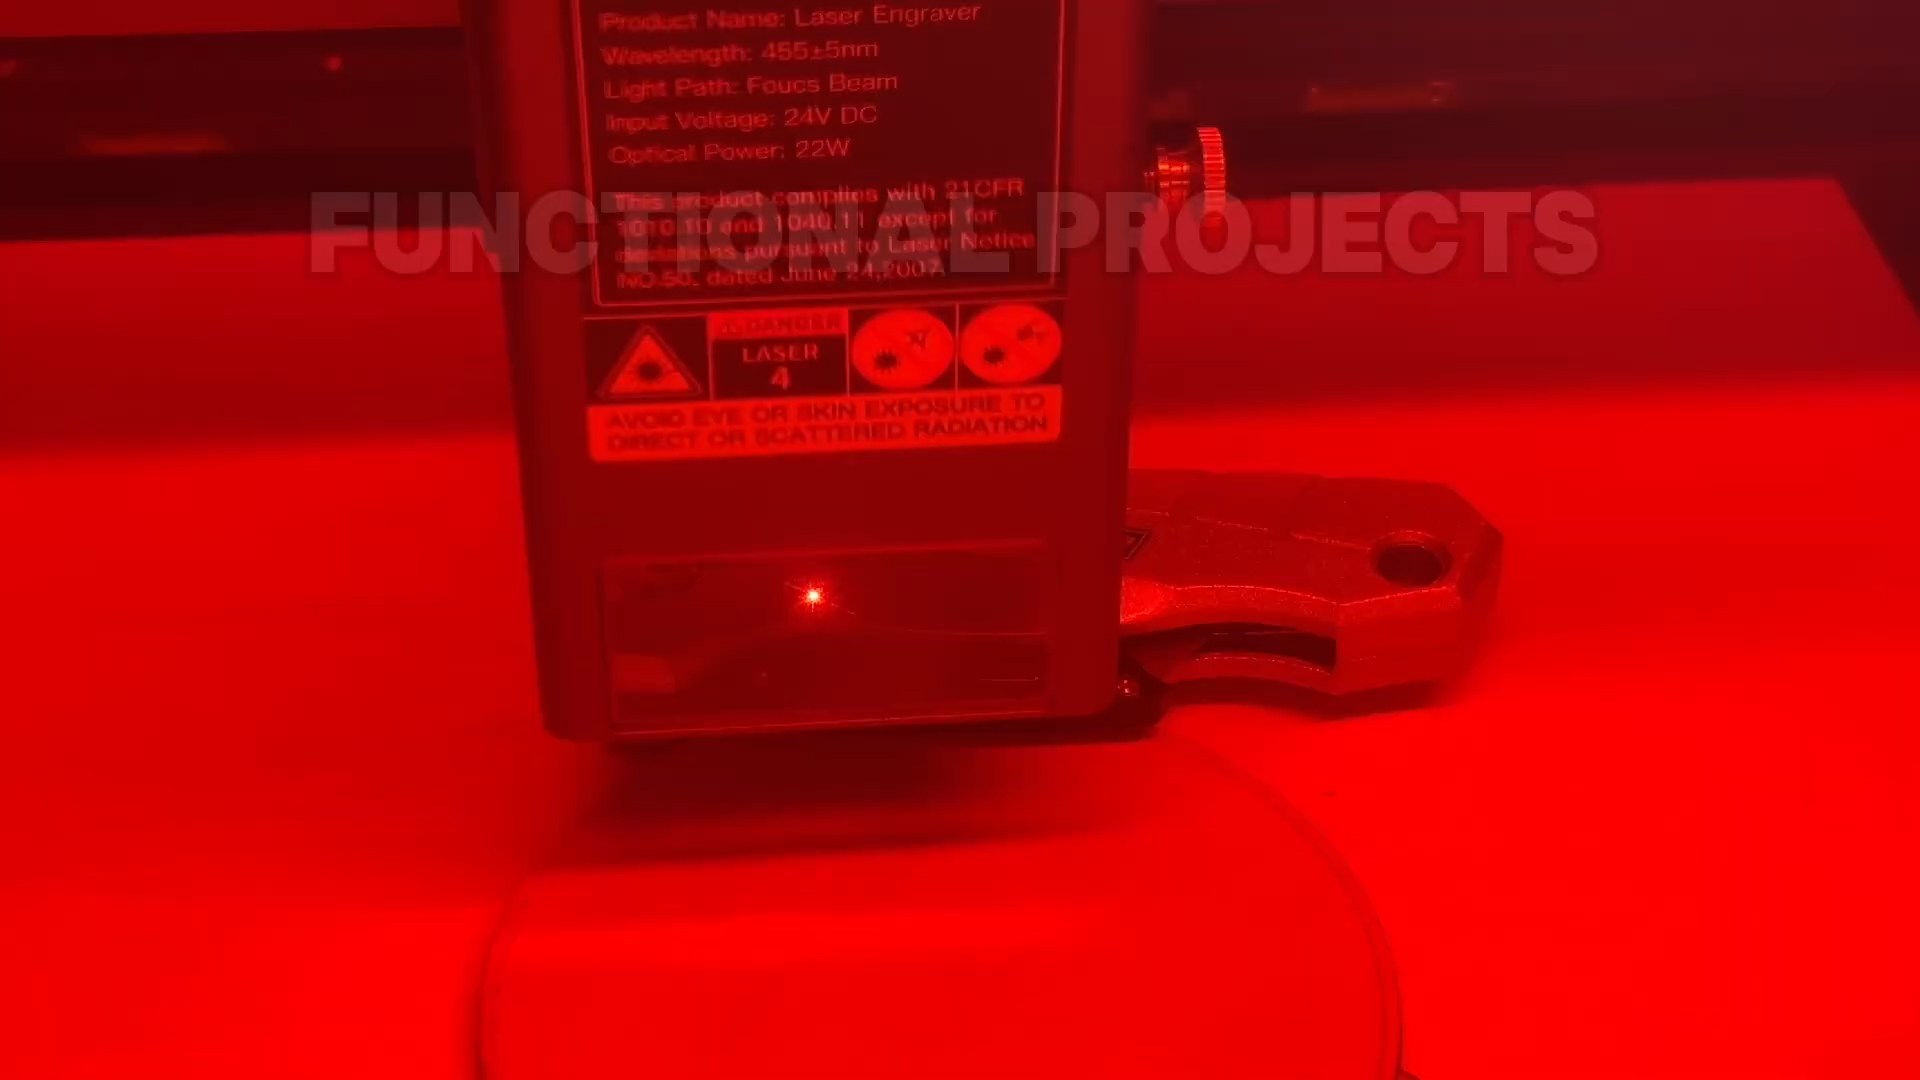 Product Name: Laser Engraver
Wavelength: 455±5nm
Light Path: Foucs Beam
Input Voltage: 24V DC
Optical Power: 22W
This product complies with 21CFR
1010.10 and 1040.11 except for
deviations pursuant to Laser Notice
NO.50, dated June 24,2007
FUNCTIONAL PROJECTS
DANGER
LASER
4
AVOID EYE OR SKIN EXPOSURE TO
DIRECT OR SCATTERED RADIATION